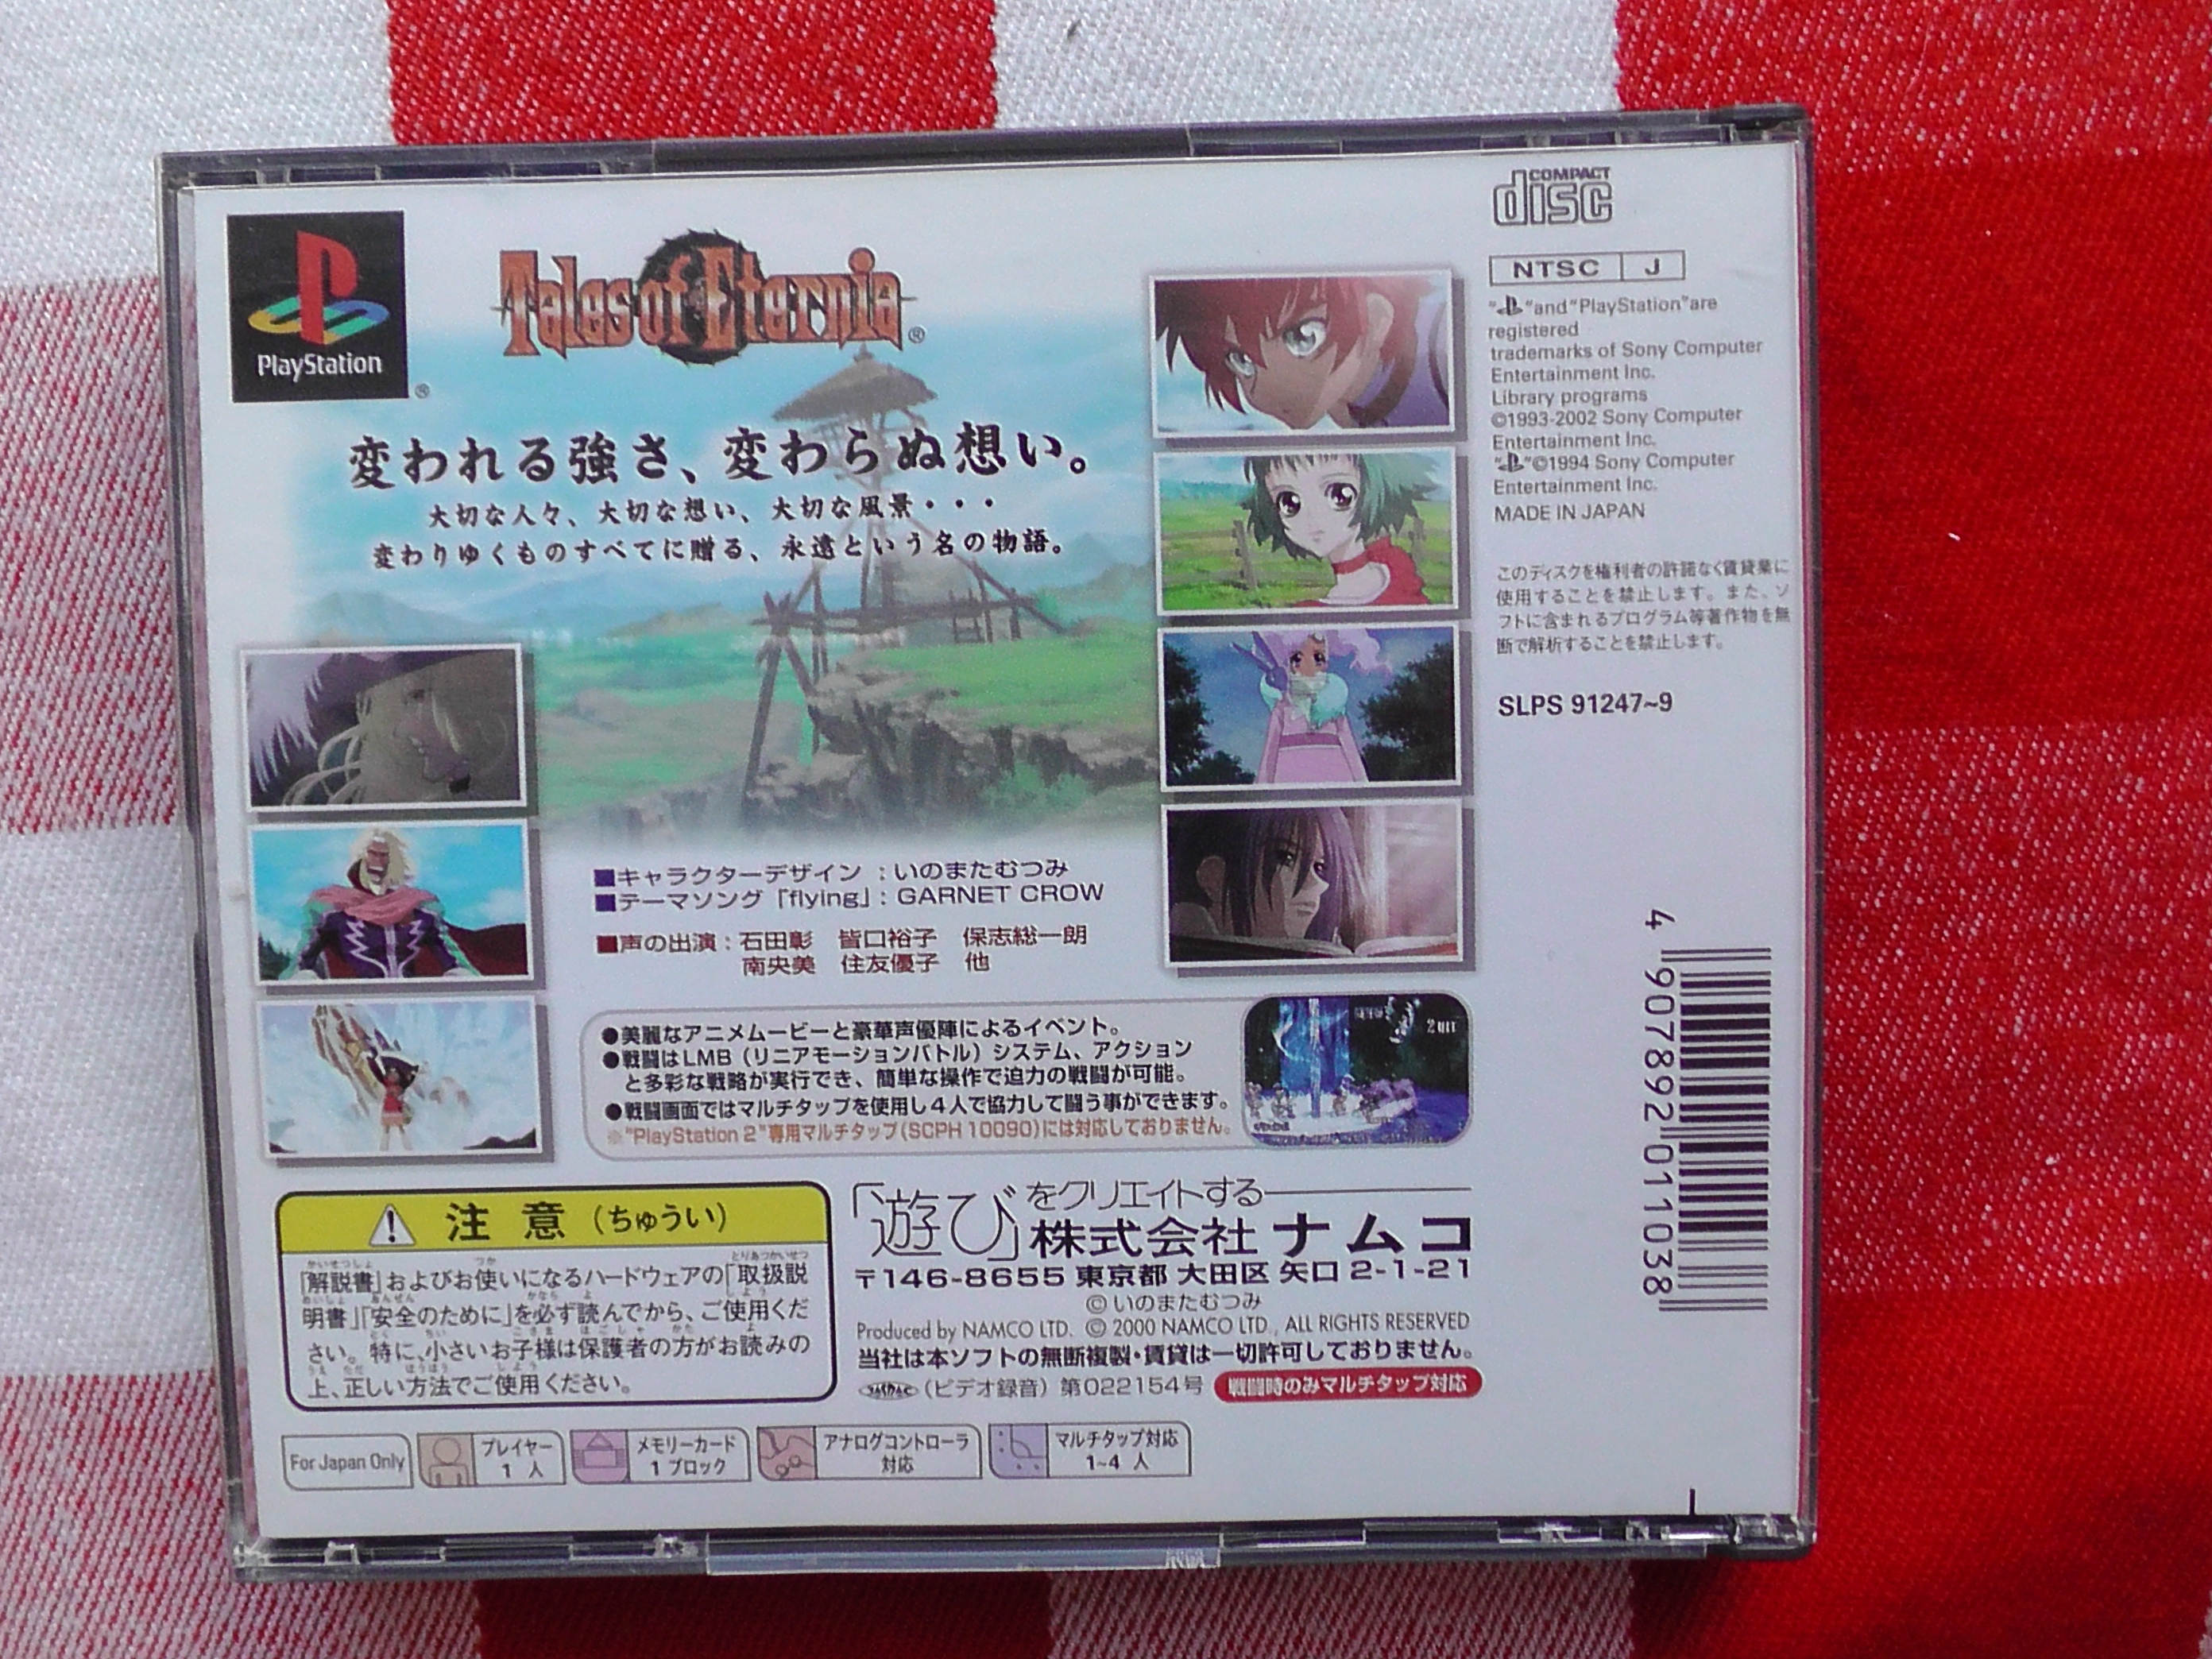 PlayStation
®
Tales of Eternia
®
変われる強さ、変わらぬ想い。
大切な人々、大切な想い、大切な風景・・・
変わりゆくものすべてに贈る、永遠という名の物語。
■キャラクターデザイン：いのまたむつみ
■テーマソング「flying」：GARNET CROW
■声の出演：石田彰　皆口裕子　保志総一朗
南央美　住友優子　他
●美麗なアニメムービーと豪華声優陣によるイベント。
●戦闘はLMB（リニアモーションバトル）システム、アクション
と多彩な戦略が実行でき、簡単な操作で迫力の戦闘が可能。
●戦闘画面ではマルチタップを使用し4人で協力して闘う事ができます。
※"PlayStation 2"専用マルチタップ(SCPH 10090)には対応しておりません。
注意（ちゅうい）
「解説書」およびお使いになるハードウェアの「取扱説
明書」「安全のために」を必ず読んでから、ご使用くだ
さい。特に、小さいお子様は保護者の方がお読みの
上、正しい方法でご使用ください。
「遊び」をクリエイトする
株式会社ナムコ
〒146-8655 東京都 大田区 矢口 2-1-21
© いのまたむつみ
Produced by NAMCO LTD. © 2000 NAMCO LTD., ALL RIGHTS RESERVED
当社は本ソフトの無断複製・賃貸は一切許可しておりません。
JASRAC（ビデオ録音）第022154号 戦闘時のみマルチタップ対応
For Japan Only
プレイヤー
1 人
メモリーカード
1 ブロック
アナログコントローラ
対応
マルチタップ対応
1~4 人
COMPACT
disc
NTSC J
" "and"PlayStation"are
registered
trademarks of Sony Computer
Entertainment Inc.
Library programs
©1993-2002 Sony Computer
Entertainment Inc.
" "©1994 Sony Computer
Entertainment Inc.
MADE IN JAPAN
このディスクを権利者の許諾なく賃貸業に
使用することを禁止します。また、ソ
フトに含まれるプログラム等著作物を無
断で解析することを禁止します。
SLPS 91247~9
4 907892 011038